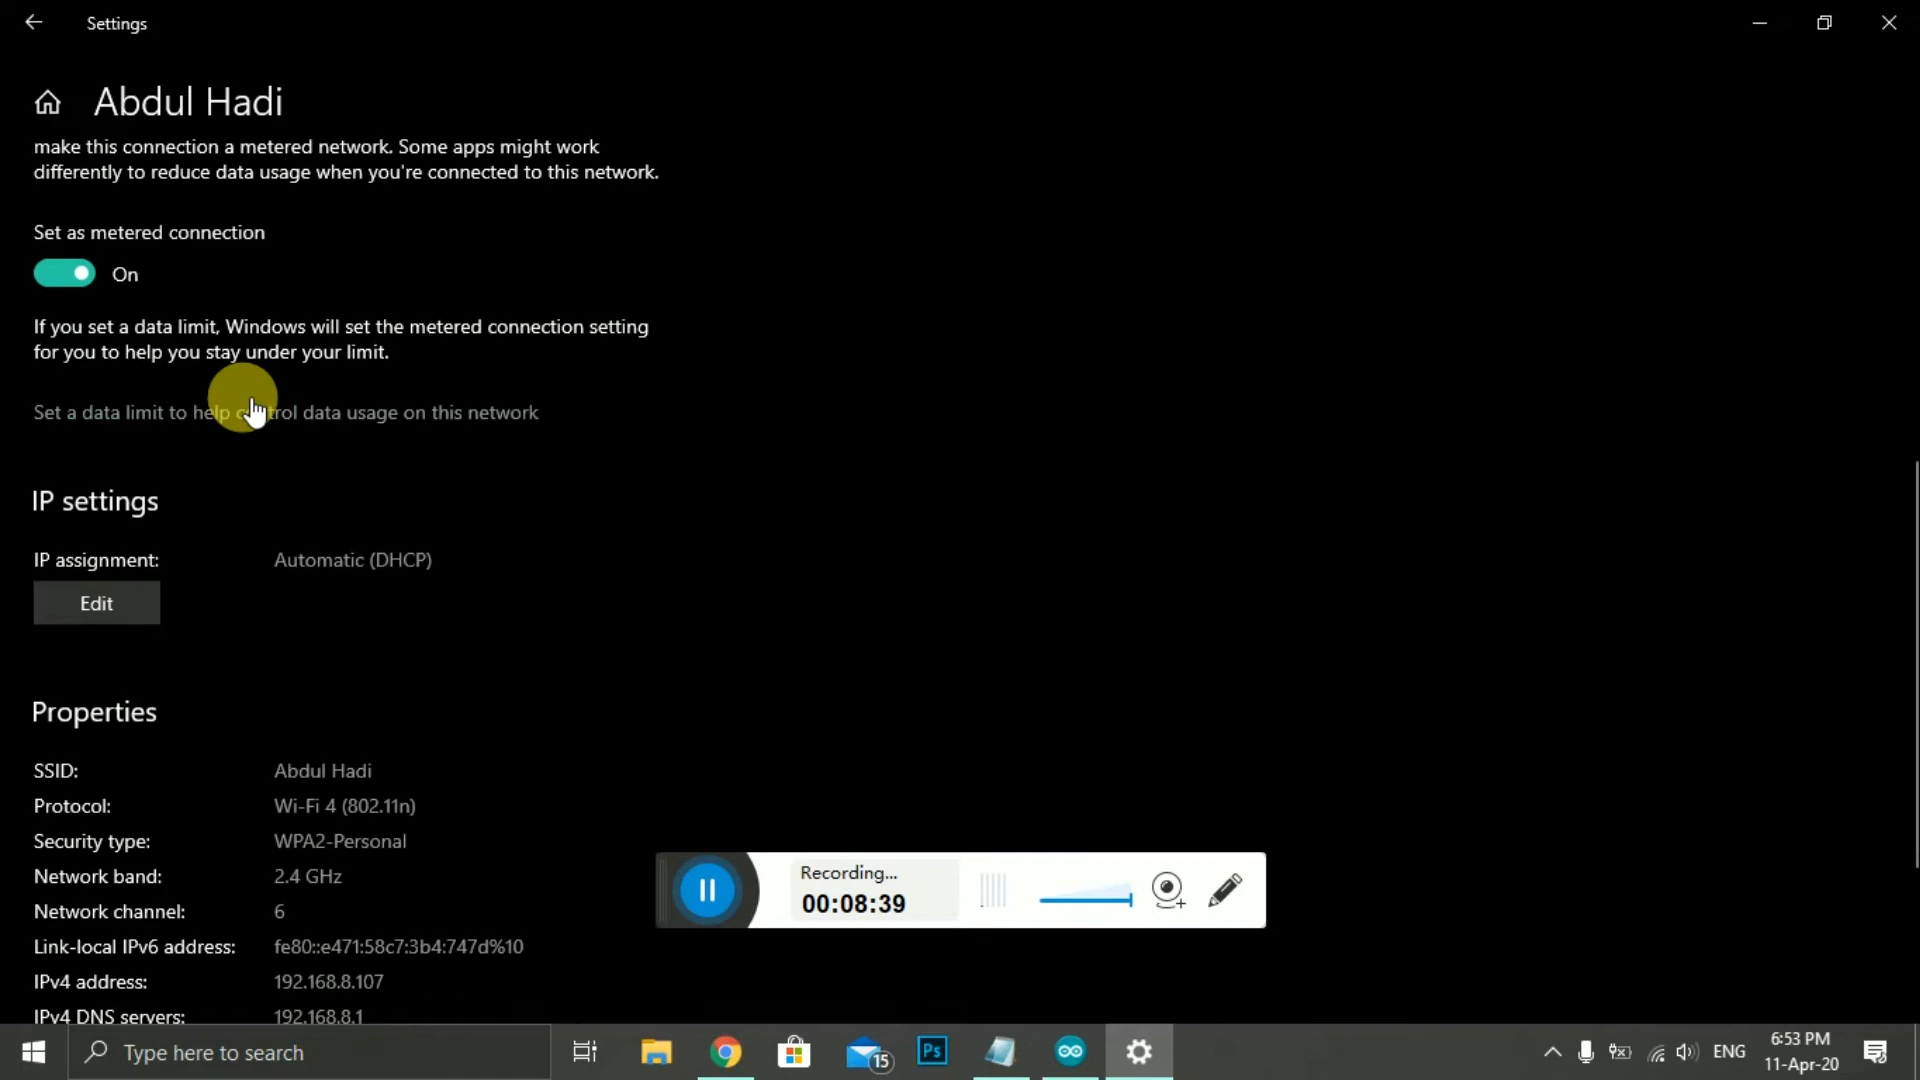 Settings
Abdul Hadi
make this connection a metered network. Some apps might work
differently to reduce data usage when you're connected to this network.
Set as metered connection
On
If you set a data limit, Windows will set the metered connection setting
for you to help you stay under your limit.
Set a data limit to help control data usage on this network
IP settings
IP assignment: Automatic (DHCP)
Edit
Properties
SSID: Abdul Hadi
Protocol: Wi-Fi 4 (802.11n)
Security type: WPA2-Personal
Network band: 2.4 GHz
Network channel: 6
Link-local IPv6 address: fe80::e471:58c7:3b4:747d%10
IPv4 address: 192.168.8.107
IPv4 DNS servers: 192.168.8.1
Recording...
00:08:39
Type here to search
15
Ps
ENG
6:53 PM
11-Apr-20